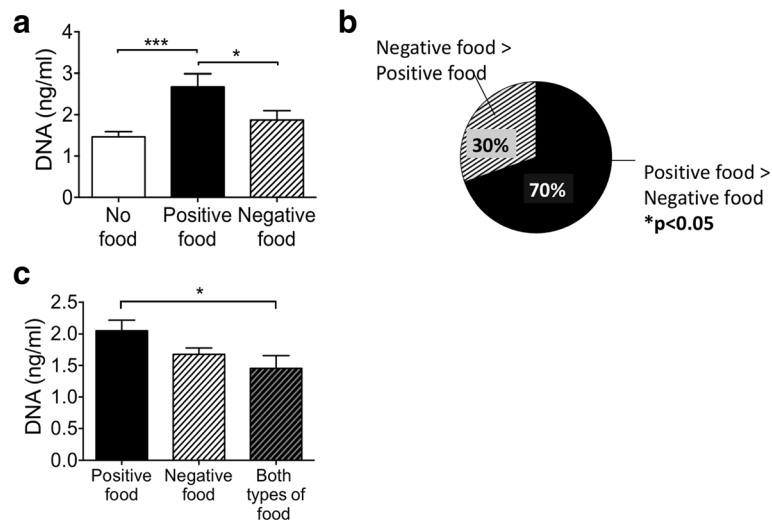 a
4
***
*
3
2
1
0
DNA (ng/ml)
No
food
Positive
food
Negative
food
b
Negative food >
Positive food
30%
70%
Positive food >
Negative food
*p<0.05
c
2.5
*
2.0
1.5
1.0
0.5
0.0
DNA (ng/ml)
Positive
food
Negative
food
Both
types of
food